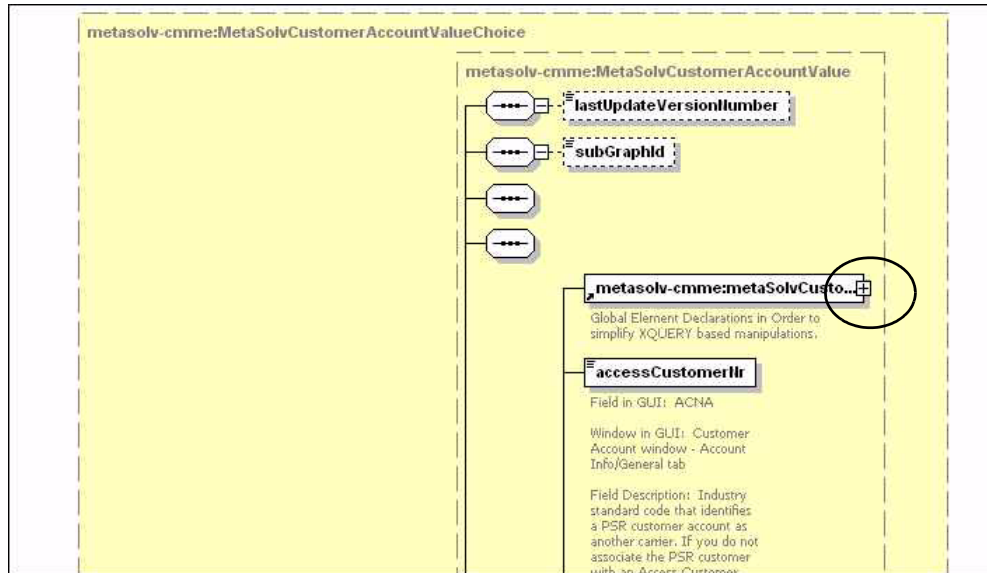 metasolv-cmme:MetaSolvCustomerAccountValueChoice
metasolv-cmme:MetaSolvCustomerAccountValue
lastUpdateVersionNumber
subGraphId
metasolv-cmme:metaSolvCusto...
Global Element Declarations in Order to
simplify XQUERY based manipulations.
accessCustomerNr
Field in GUI: ACNA
Window in GUI: Customer
Account window - Account
Info/General tab
Field Description: Industry
standard code that identifies
a PSR customer account as
another carrier. If you do not
associate the PSR customer
with an Access Customer